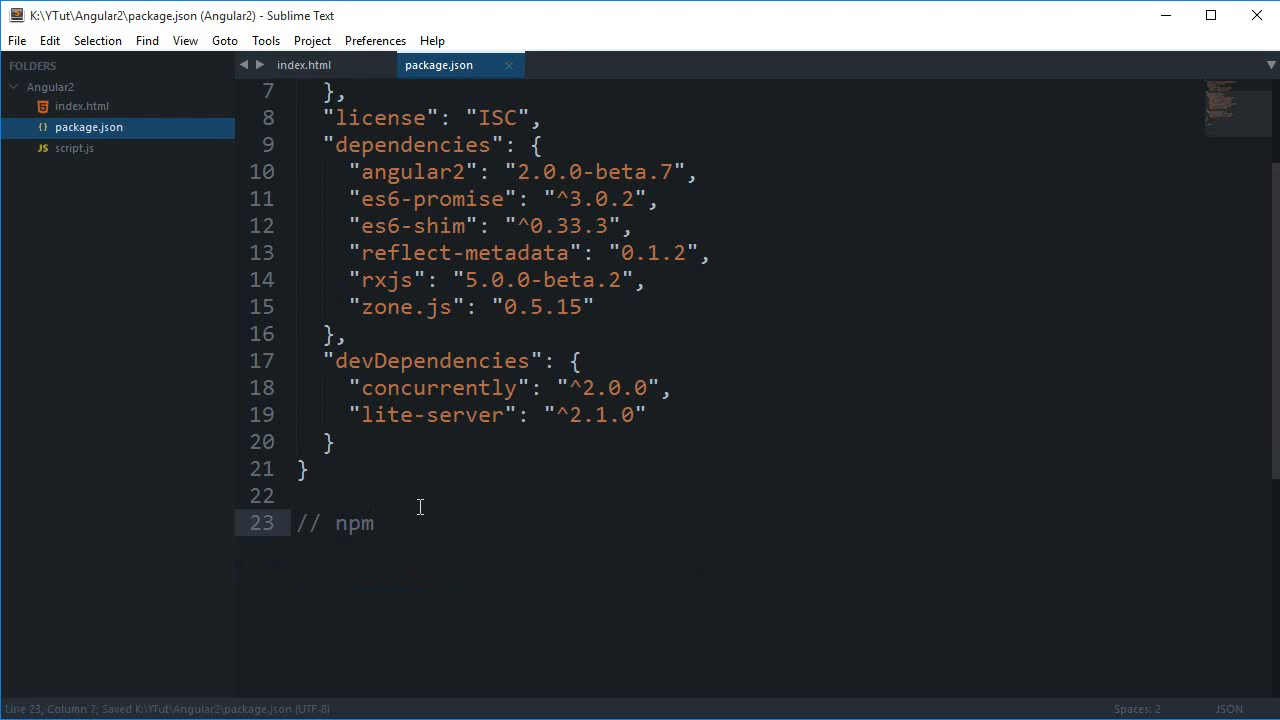 K:\YTut\Angular2\package.json (Angular2) - Sublime Text
File Edit Selection Find View Goto Tools Project Preferences Help
FOLDERS
Angular2
index.html
package.json
script.js
index.html package.json
7 },
8 "license": "ISC",
9 "dependencies": {
10 "angular2": "2.0.0-beta.7",
11 "es6-promise": "^3.0.2",
12 "es6-shim": "^0.33.3",
13 "reflect-metadata": "0.1.2",
14 "rxjs": "5.0.0-beta.2",
15 "zone.js": "0.5.15"
16 },
17 "devDependencies": {
18 "concurrently": "^2.0.0",
19 "lite-server": "^2.1.0"
20 }
21 }
22
23 // npm
Line 23, Column 7; Saved K:\YTut\Angular2\package.json (UTF-8) Spaces: 2 JSON